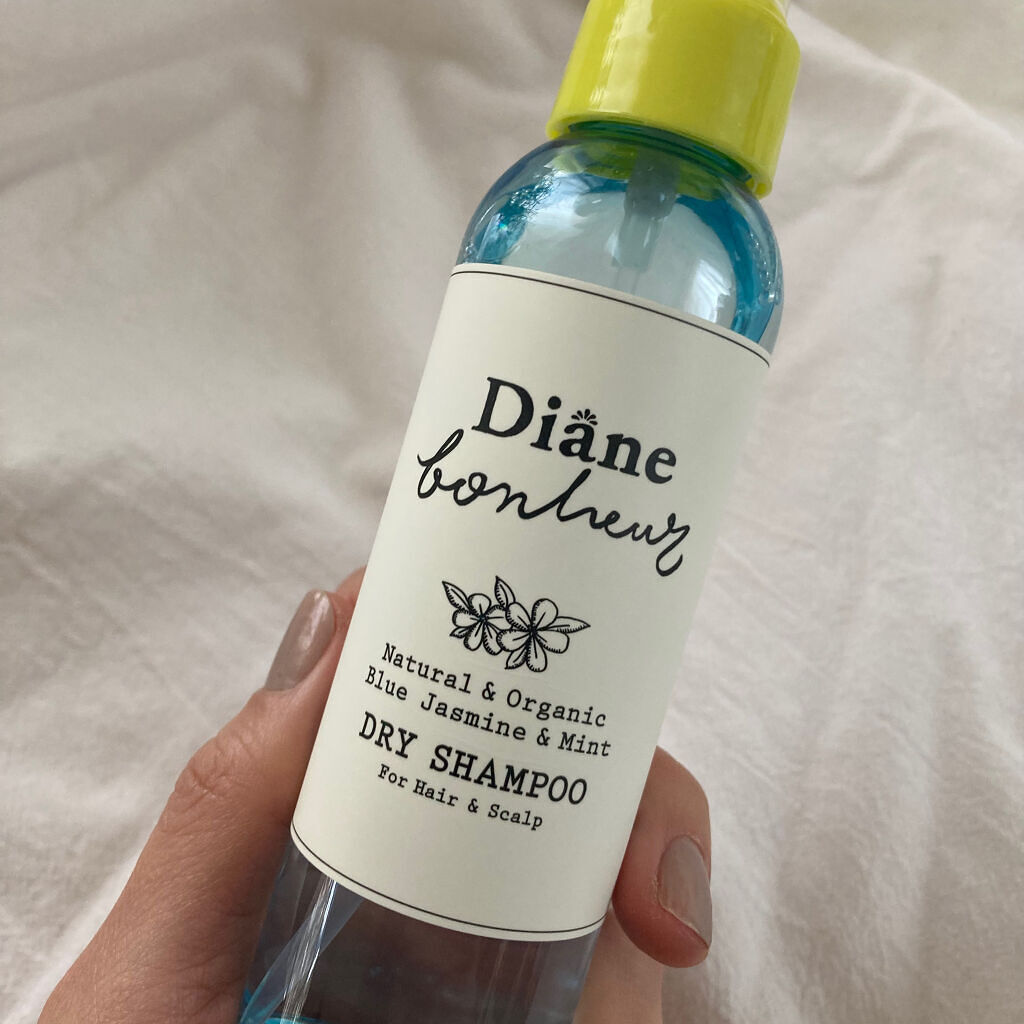 Diane
bonheur
Natural & Organic
Blue Jasmine & Mint
DRY SHAMPOO
For Hair & Scalp